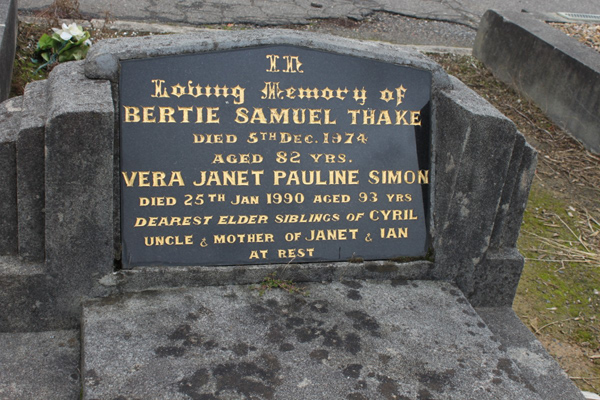 In
Loving Memory of
BERTIE SAMUEL THAKE
DIED 5TH DEC. 1974
AGED 82 YRS.
VERA JANET PAULINE SIMON
DIED 25TH JAN 1990 AGED 93 YRS
DEAREST ELDER SIBLINGS OF CYRIL
UNCLE & MOTHER OF JANET & IAN
AT REST